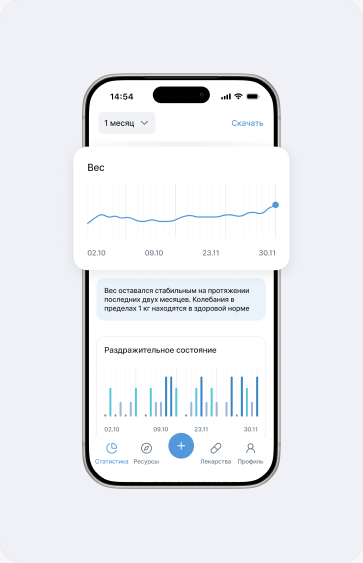 14:54
1 месяц
Скачать
Вес
02.10 09.10 23.11 30.11
Вес оставался стабильным на протяжении
последних двух месяцев. Колебания в
пределах 1 кг находятся в здоровой норме
Раздражительное состояние
02.10 09.10 23.11 30.11
Статистика Ресурсы Лекарства Профиль